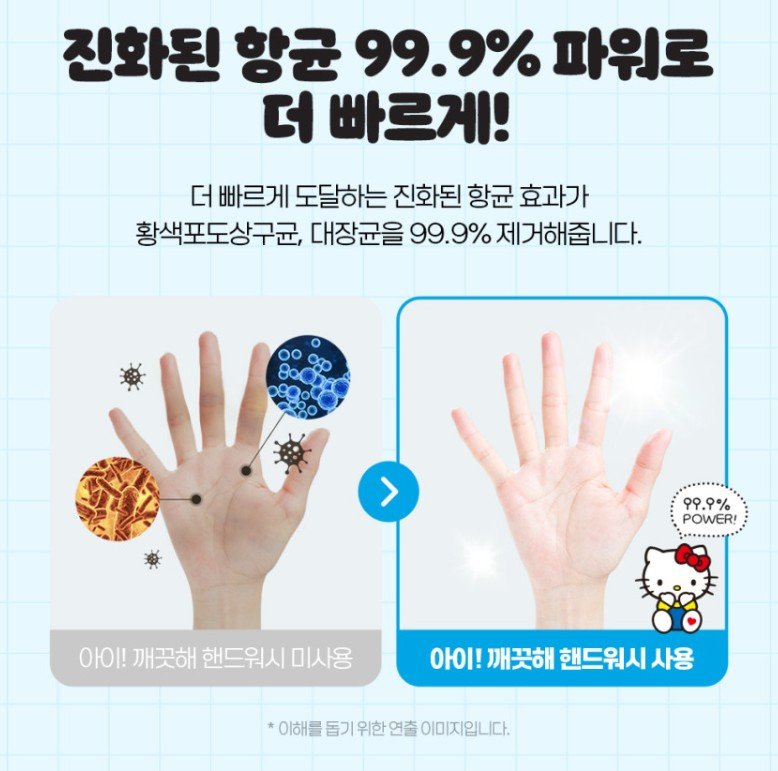 진화된 항균 99.9% 파워로
더 빠르게!
더 빠르게 도달하는 진화된 항균 효과가
황색포도상구균, 대장균을 99.9% 제거해줍니다.
99.9%
POWER!
아이! 깨끗해 핸드워시 미사용
아이! 깨끗해 핸드워시 사용
* 이해를 돕기 위한 연출 이미지입니다.